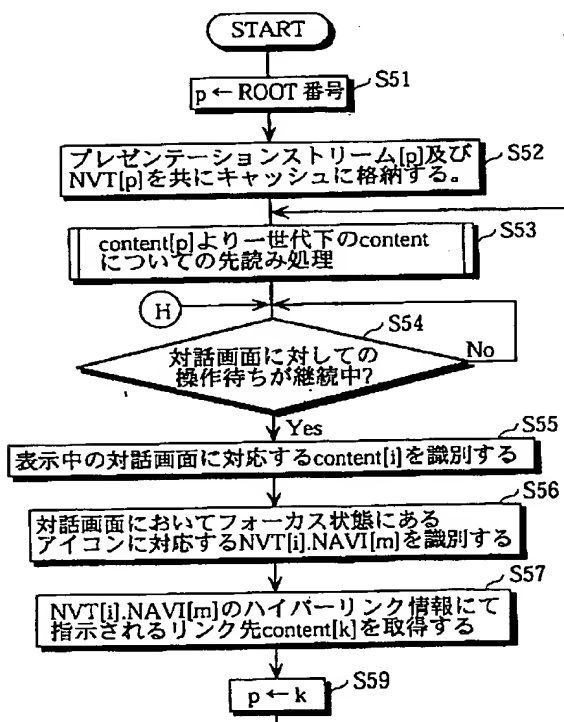 START
p ← ROOT 番号
S51
プレゼンテーションストリーム[p]及び
NVT[p]を共にキャッシュに格納する。
S52
content[p]より一世代下のcontent
についての先読み処理
S53
H
S54
対話画面に対しての
操作待ちが継続中?
No
Yes
S55
表示中の対話画面に対応するcontent[i]を識別する
S56
対話画面においてフォーカス状態にある
アイコンに対応するNVT[i].NAVI[m]を識別する
S57
NVT[i].NAVI[m]のハイパーリンク情報にて
指示されるリンク先content[k]を取得する
S59
p ← k